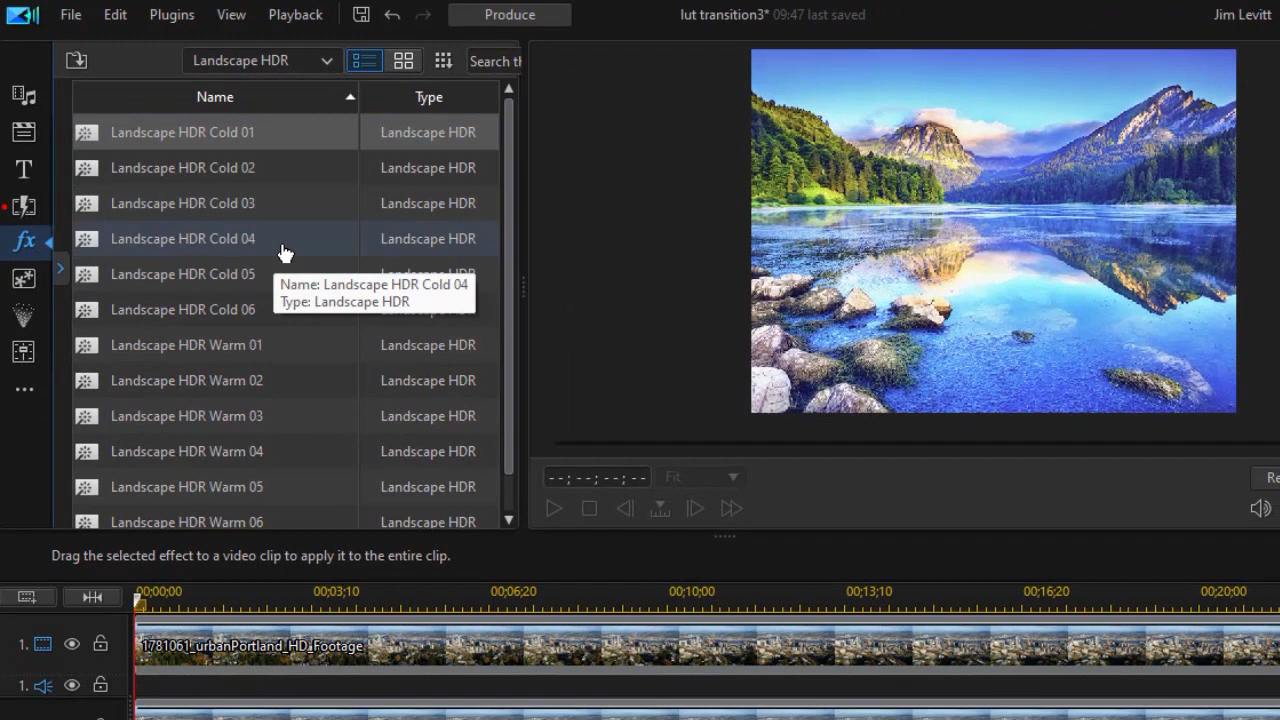 File Edit Plugins View Playback Produce lut transition3* 09:47 last saved Jim Levitt
Landscape HDR Search th
Name Type
Landscape HDR Cold 01 Landscape HDR
Landscape HDR Cold 02 Landscape HDR
Landscape HDR Cold 03 Landscape HDR
Landscape HDR Cold 04 Landscape HDR
Landscape HDR Cold 05
Name: Landscape HDR Cold 04
Type: Landscape HDR
Landscape HDR Cold 06
Landscape HDR Warm 01 Landscape HDR
Landscape HDR Warm 02 Landscape HDR
Landscape HDR Warm 03 Landscape HDR
Landscape HDR Warm 04 Landscape HDR
Landscape HDR Warm 05 Landscape HDR
Landscape HDR Warm 06 Landscape HDR
T
fx
--;--;--;-- Fit Re
Drag the selected effect to a video clip to apply it to the entire clip.
00;00;00 00;03;10 00;06;20 00;10;00 00;13;10 00;16;20 00;20;00
1. 1781061_urbanPortland_HD_Footage
1.